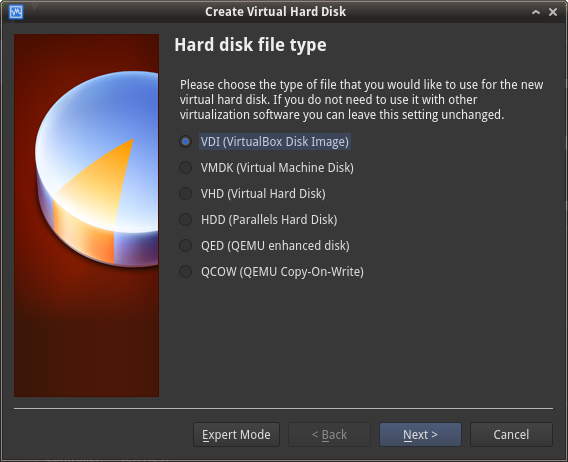 Create Virtual Hard Disk
Hard disk file type
Please choose the type of file that you would like to use for the new
virtual hard disk. If you do not need to use it with other
virtualization software you can leave this setting unchanged.
VDI (VirtualBox Disk Image)
VMDK (Virtual Machine Disk)
VHD (Virtual Hard Disk)
HDD (Parallels Hard Disk)
QED (QEMU enhanced disk)
QCOW (QEMU Copy-On-Write)
Expert Mode
< Back
Next >
Cancel